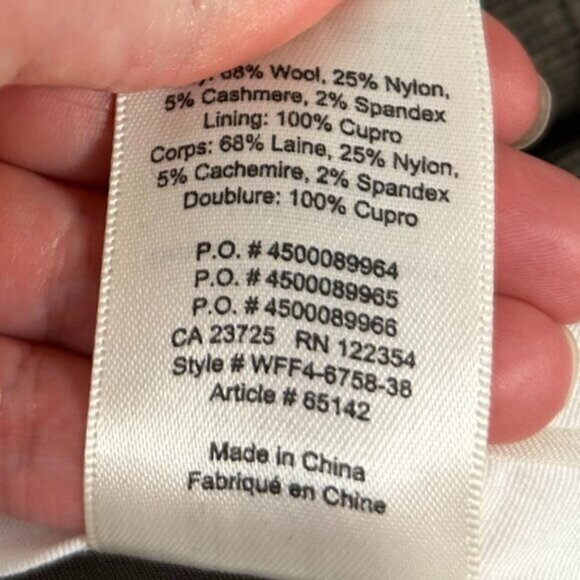 68% Wool, 25% Nylon,
5% Cashmere, 2% Spandex
Lining: 100% Cupro
Corps: 68% Laine, 25% Nylon,
5% Cachemire, 2% Spandex
Doublure: 100% Cupro
P.O. # 4500089964
P.O. # 4500089965
P.O. # 4500089966
CA 23725 RN 122354
Style # WFF4-6758-38
Article # 65142
Made in China
Fabriqué en Chine